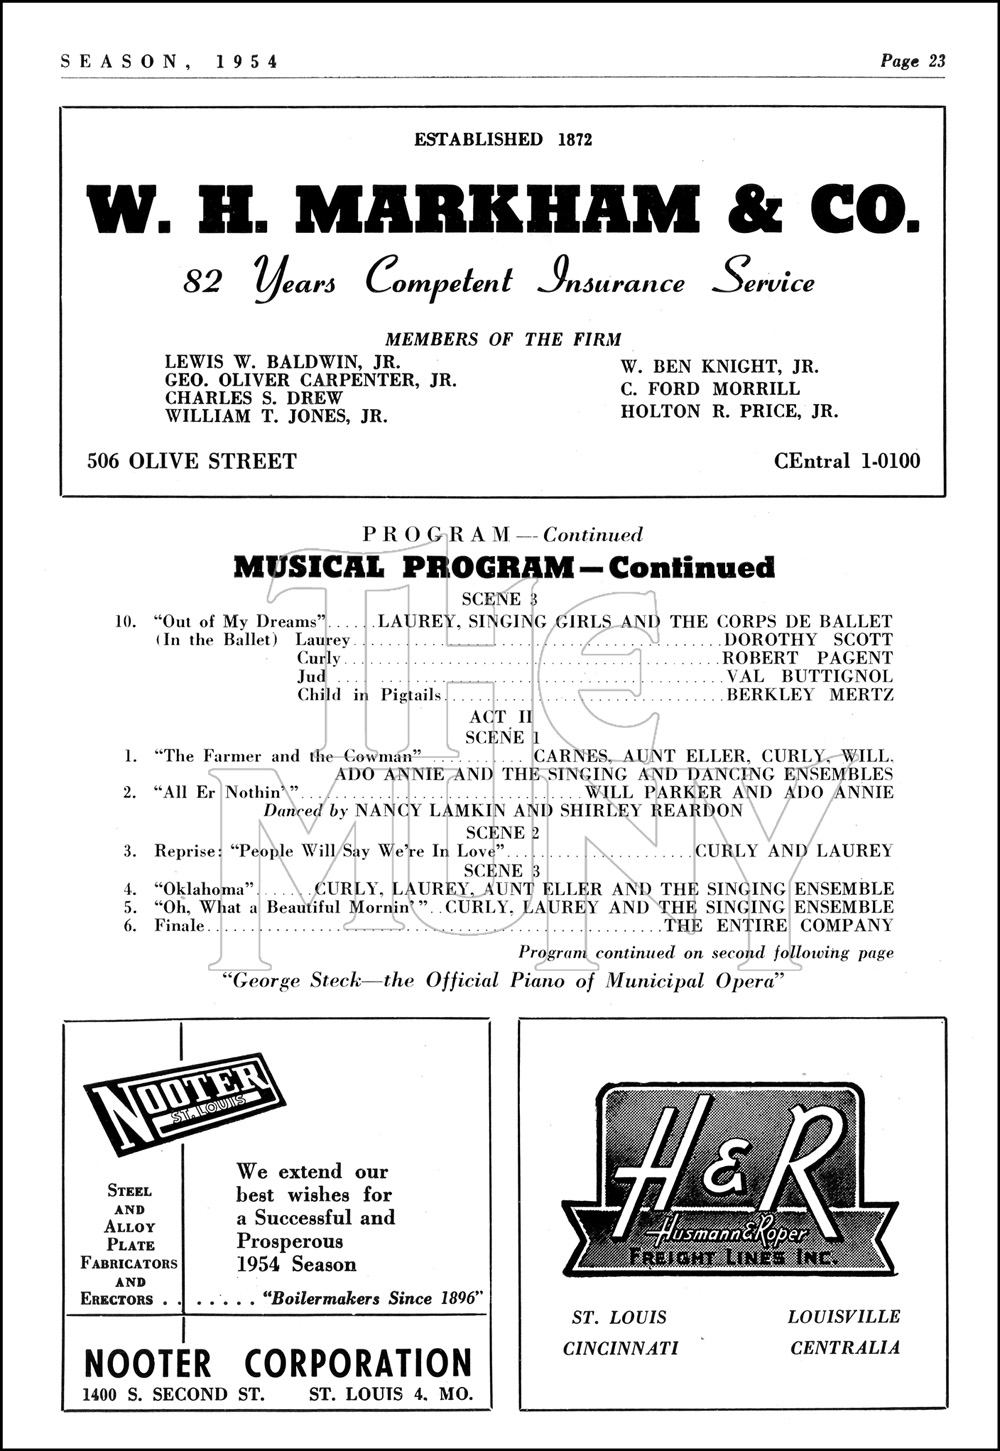 SEASON, 1954 Page 23
ESTABLISHED 1872
W. H. MARKHAM & CO.
82 Years Competent Insurance Service
MEMBERS OF THE FIRM
LEWIS W. BALDWIN, JR.
GEO. OLIVER CARPENTER, JR.
CHARLES S. DREW
WILLIAM T. JONES, JR.
W. BEN KNIGHT, JR.
C. FORD MORRILL
HOLTON R. PRICE, JR.
506 OLIVE STREET CEntral 1-0100
PROGRAM—Continued
MUSICAL PROGRAM—Continued
SCENE 3
10. “Out of My Dreams”......LAUREY, SINGING GIRLS AND THE CORPS DE BALLET
(In the Ballet) Laurey..........DOROTHY SCOTT
Curly..........ROBERT PAGENT
Jud..........VAL BUTTIGNOL
Child in Pigtails..........BERKLEY MERTZ
ACT II
SCENE 1
1. “The Farmer and the Cowman”..........CARNES, AUNT ELLER, CURLY, WILL,
ADO ANNIE AND THE SINGING AND DANCING ENSEMBLES
2. “All Er Nothin’”..........WILL PARKER AND ADO ANNIE
Danced by NANCY LAMKIN AND SHIRLEY REARDON
SCENE 2
3. Reprise: “People Will Say We're In Love”..........CURLY AND LAUREY
SCENE 3
4. “Oklahoma”.......CURLY, LAUREY, AUNT ELLER AND THE SINGING ENSEMBLE
5. “Oh, What a Beautiful Mornin’”..CURLY, LAUREY AND THE SINGING ENSEMBLE
6. Finale..........THE ENTIRE COMPANY
Program continued on second following page
“George Steck—the Official Piano of Municipal Opera”
THE
MUNY
NOOTER
ST. LOUIS
We extend our
best wishes for
a Successful and
Prosperous
1954 Season
STEEL
AND
ALLOY
PLATE
FABRICATORS
AND
ERECTORS . . . . . . . . “Boilermakers Since 1896”
NOOTER CORPORATION
1400 S. SECOND ST. ST. LOUIS 4, MO.
H & R
Husmann & Roper
FREIGHT LINES INC.
ST. LOUIS LOUISVILLE
CINCINNATI CENTRALIA